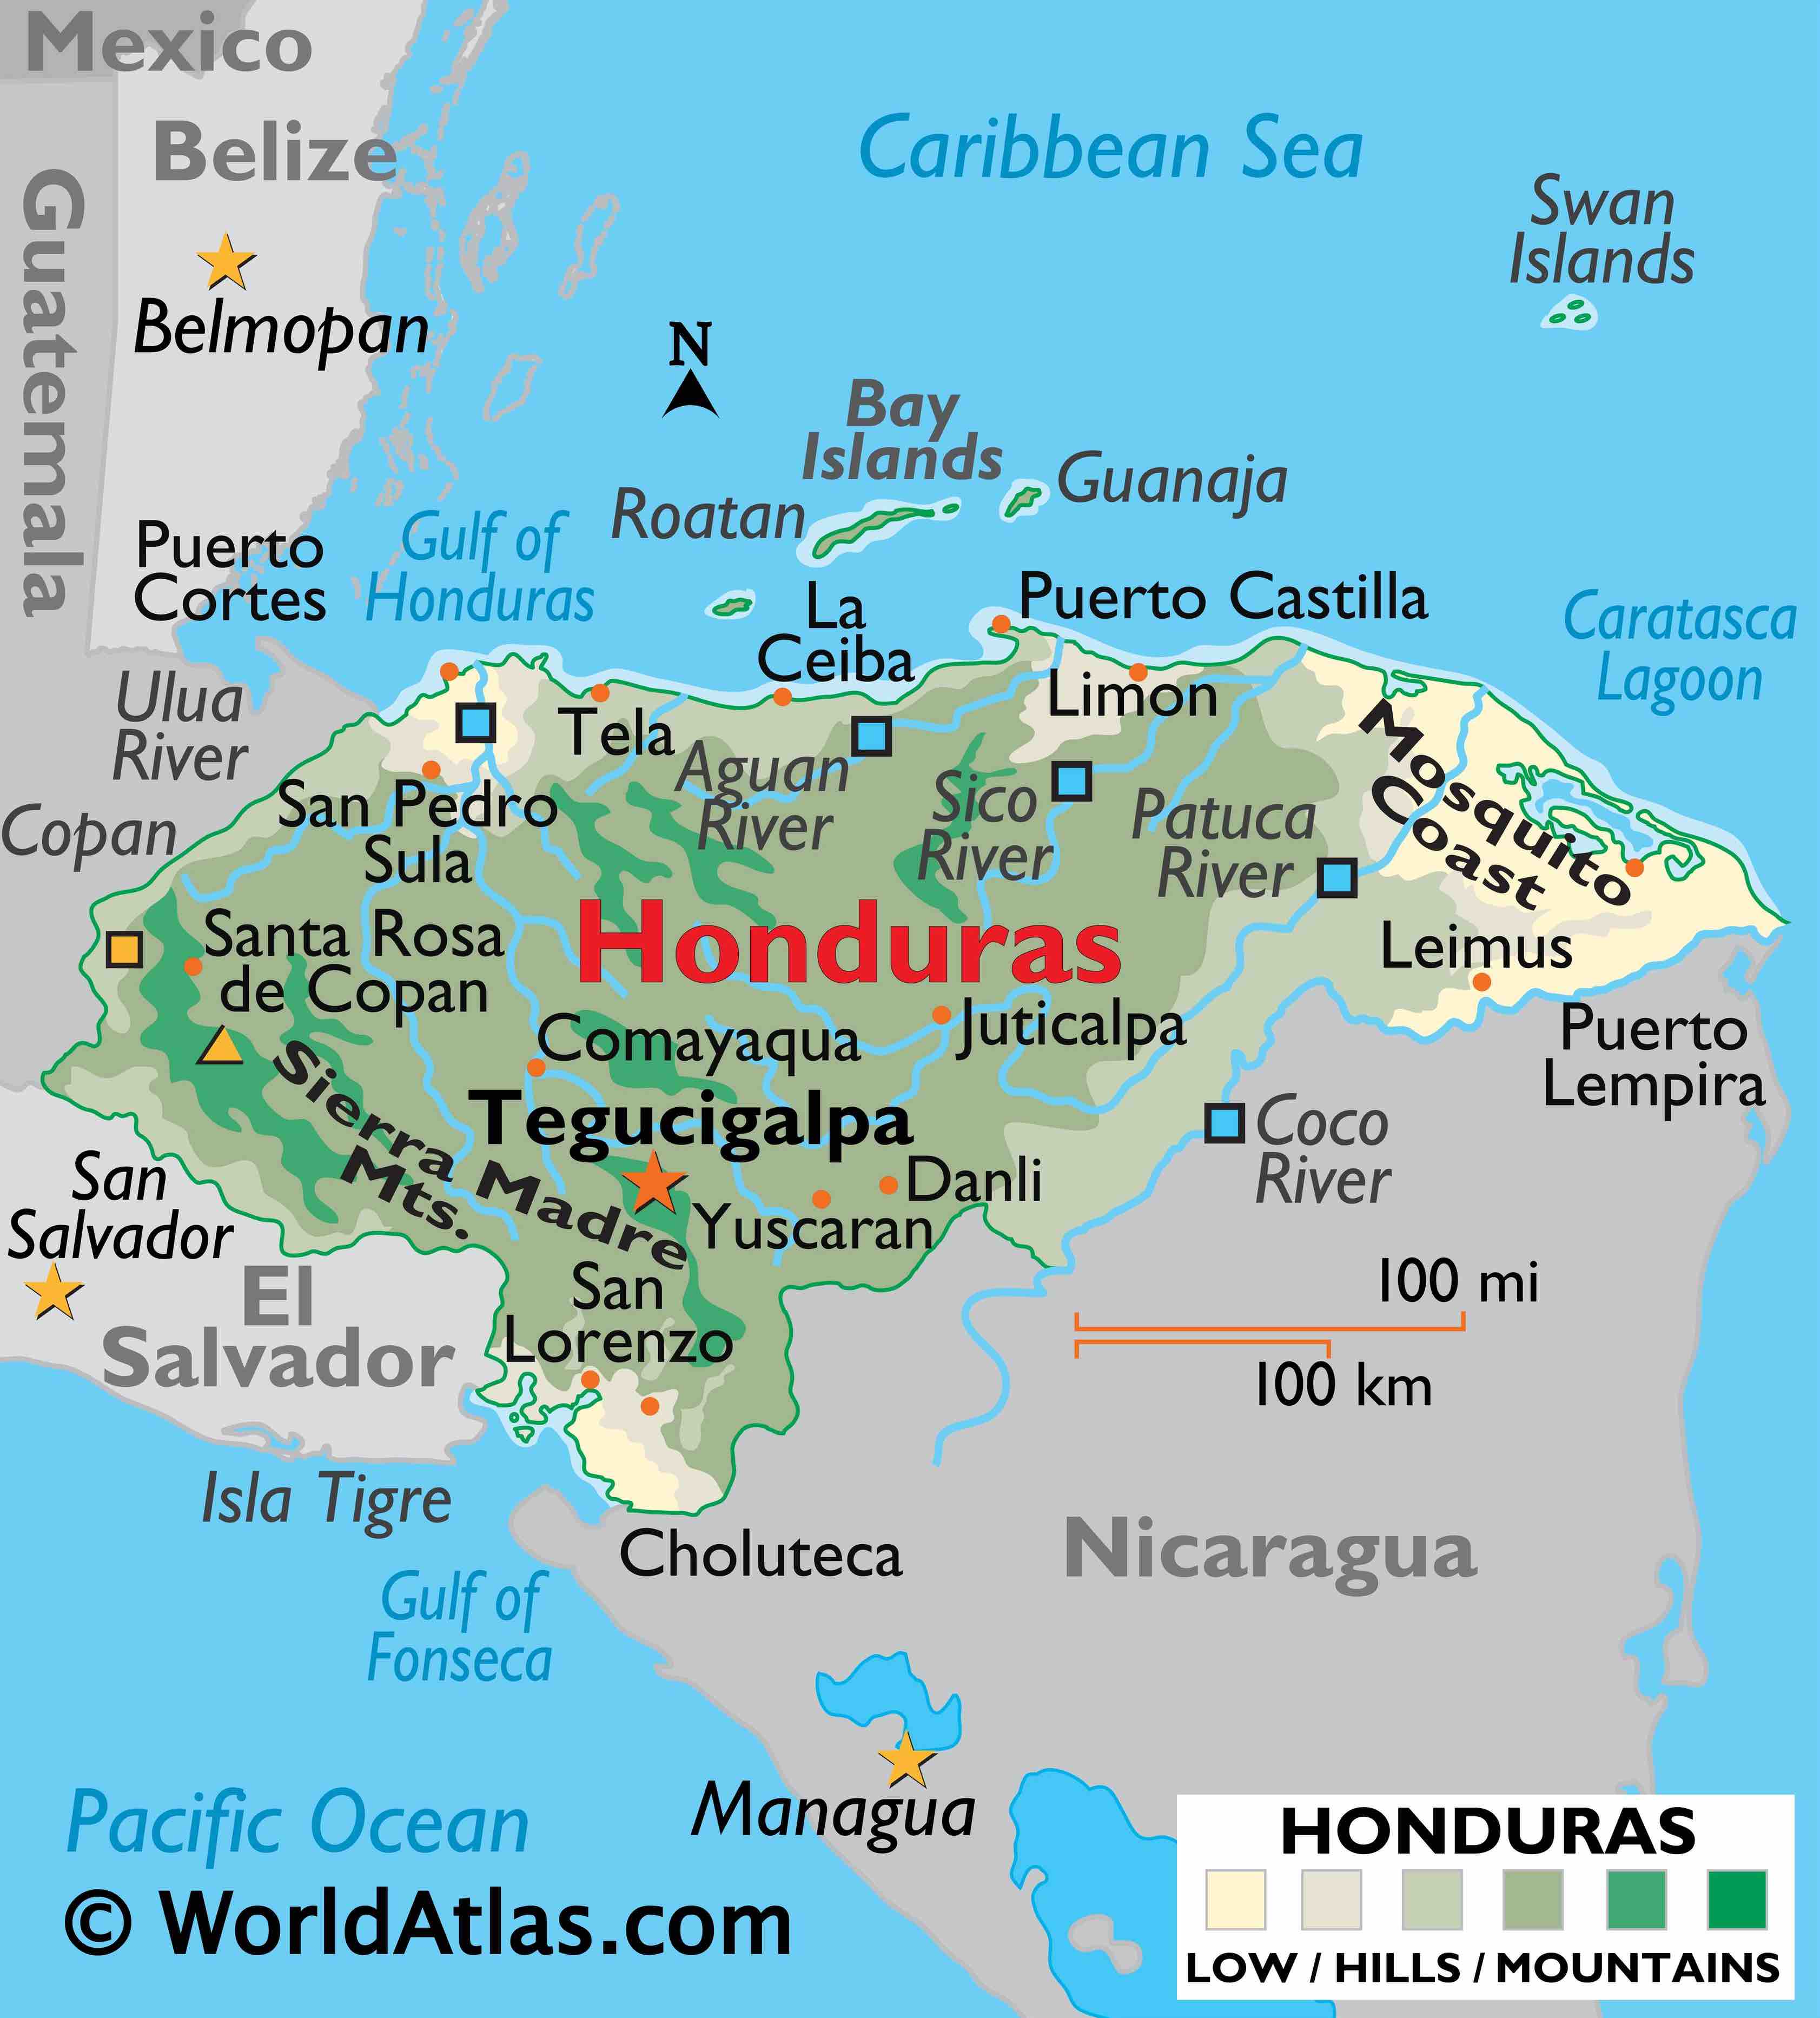 Mexico
Belize
Guatemala
Caribbean Sea
Swan
Islands
Belmopan
N
Bay
Islands
Guanaja
Roatan
Puerto
Cortes
Gulf of
Honduras
La
Ceiba
Puerto Castilla
Caratasca
Lagoon
Ulua
River
Tela
Limon
Mosquito
Coast
Aguan
River
Sico
River
Patuca
River
Copan
San Pedro
Sula
Santa Rosa
de Copan
Honduras
Leimus
Comayaqua
Juticalpa
Puerto
Lempira
Sierra Madre
Mts.
Tegucigalpa
Coco
River
San
Salvador
Danli
Yuscaran
El
Salvador
San
Lorenzo
100 mi
100 km
Isla Tigre
Choluteca
Nicaragua
Gulf of
Fonseca
Managua
Pacific Ocean
© WorldAtlas.com
HONDURAS
LOW / HILLS / MOUNTAINS